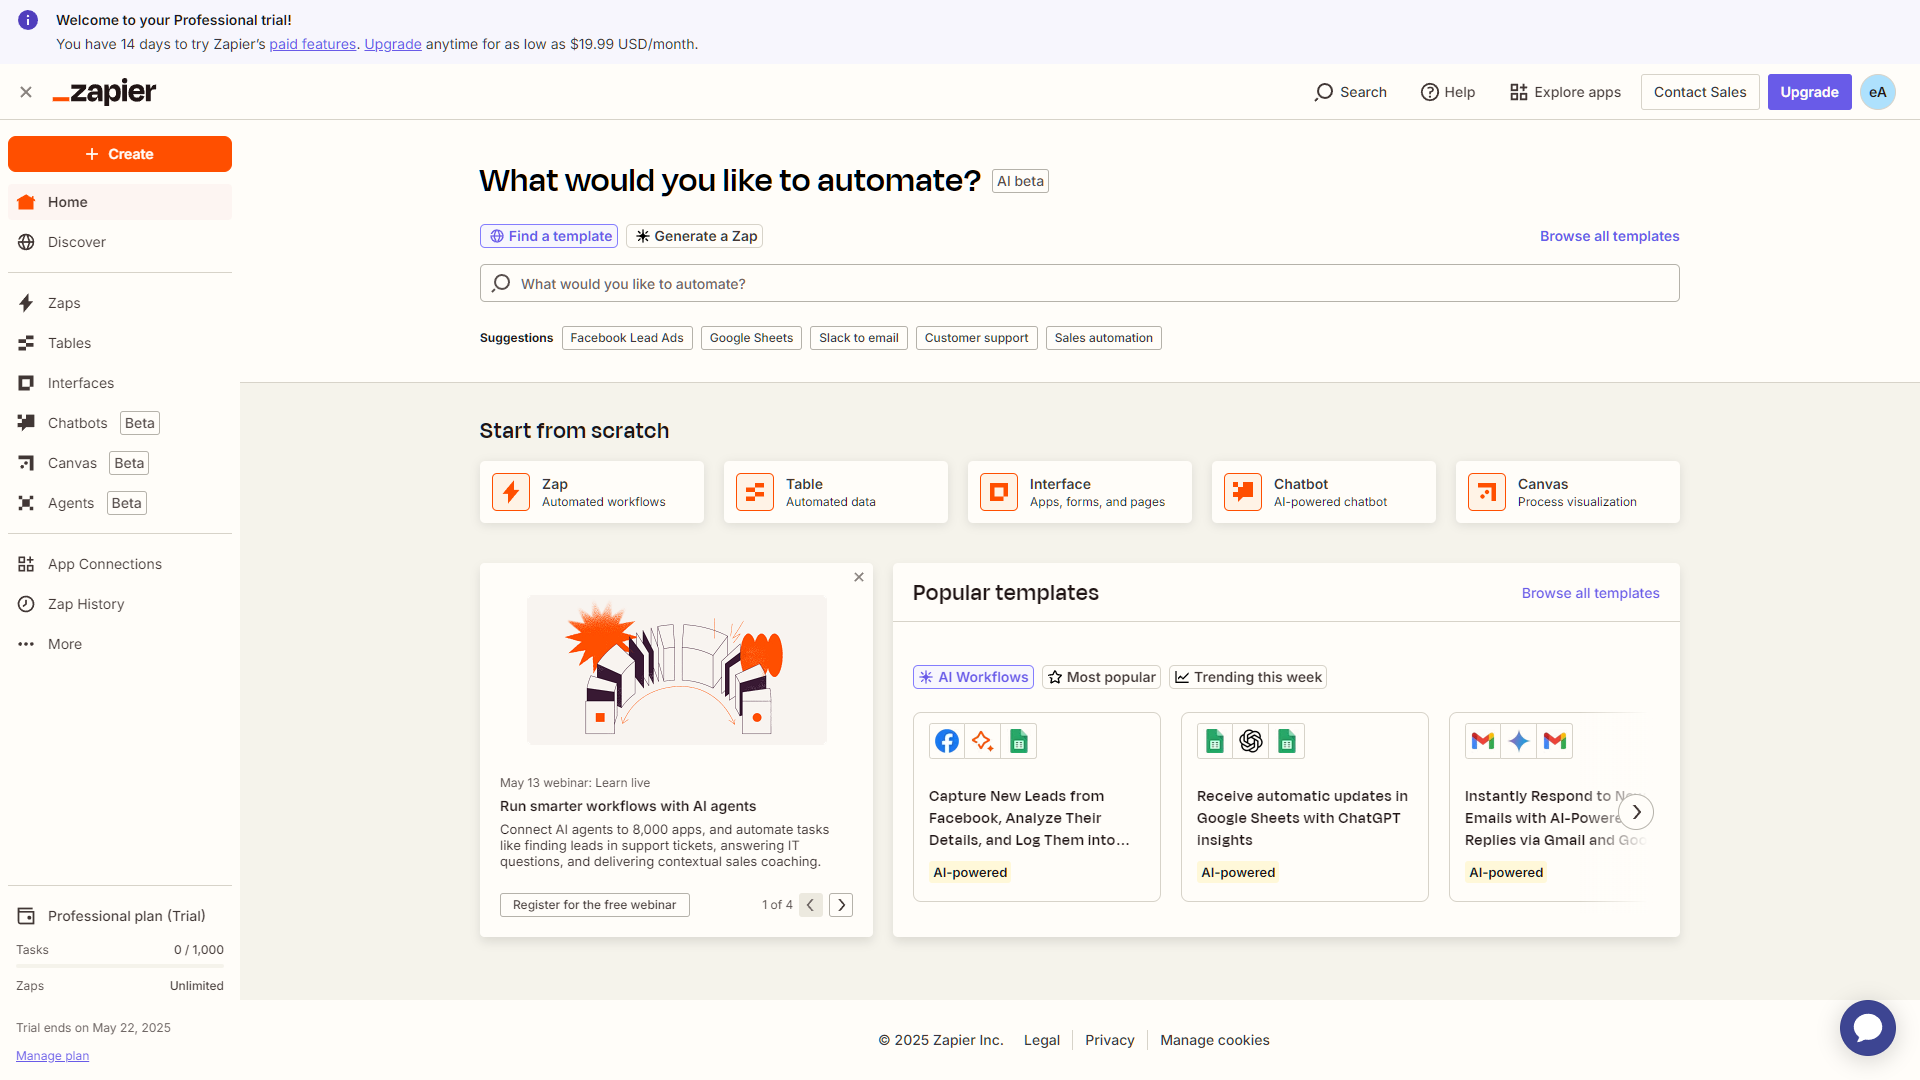 Welcome to your Professional trial!
You have 14 days to try Zapier’s paid features. Upgrade anytime for as low as $19.99 USD/month.
zapier
Search
Help
Explore apps
Contact Sales
Upgrade
eA
Create
Home
Discover
Zaps
Tables
Interfaces
Chatbots Beta
Canvas Beta
Agents Beta
App Connections
Zap History
More
Professional plan (Trial)
Tasks 0 / 1,000
Zaps Unlimited
Trial ends on May 22, 2025
Manage plan
What would you like to automate? AI beta
Find a template
Generate a Zap
Browse all templates
What would you like to automate?
Suggestions
Facebook Lead Ads
Google Sheets
Slack to email
Customer support
Sales automation
Start from scratch
Zap
Automated workflows
Table
Automated data
Interface
Apps, forms, and pages
Chatbot
AI-powered chatbot
Canvas
Process visualization
May 13 webinar: Learn live
Run smarter workflows with AI agents
Connect AI agents to 8,000 apps, and automate tasks
like finding leads in support tickets, answering IT
questions, and delivering contextual sales coaching.
Register for the free webinar
1 of 4
Popular templates
Browse all templates
AI Workflows
Most popular
Trending this week
Capture New Leads from
Facebook, Analyze Their
Details, and Log Them into...
AI-powered
Receive automatic updates in
Google Sheets with ChatGPT
insights
AI-powered
Instantly Respond to
Emails with
Replies via Gmail and
AI-powered
© 2025 Zapier Inc.
Legal
Privacy
Manage cookies